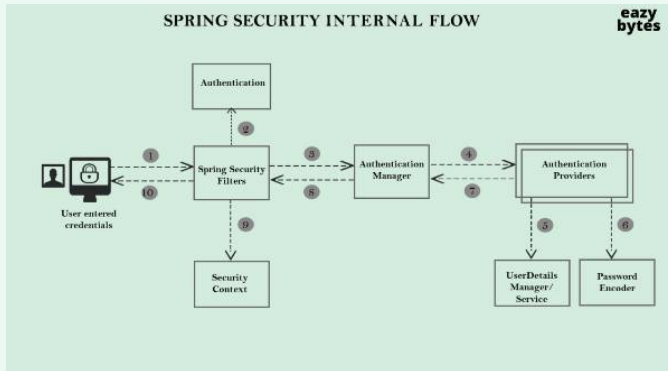 SPRING SECURITY INTERNAL FLOW
eazy
bytes
Authentication
2
1
3
4
Spring Security
Filters
Authentication
Manager
Authentication
Providers
10
8
7
User entered
credentials
9
5
6
Security
Context
UserDetails
Manager/
Service
Password
Encoder